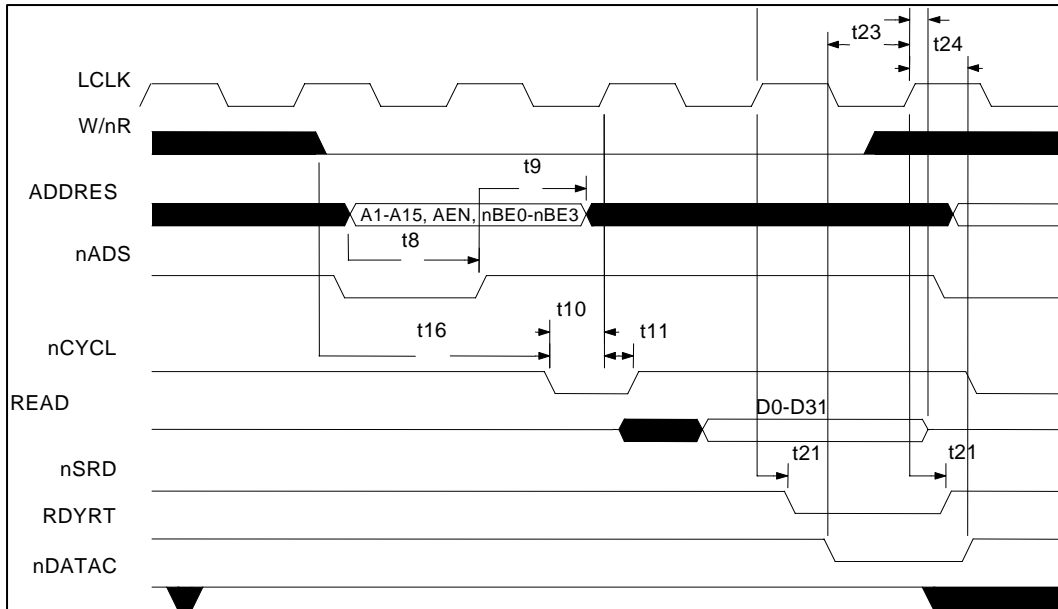 t23
t24
LCLK
W/nR
t9
ADDRES
A1-A15, AEN, nBE0-nBE3
t8
nADS
t10
t16
t11
nCYCL
READ
D0-D31
nSRD
t21
t21
RDYRT
nDATAC